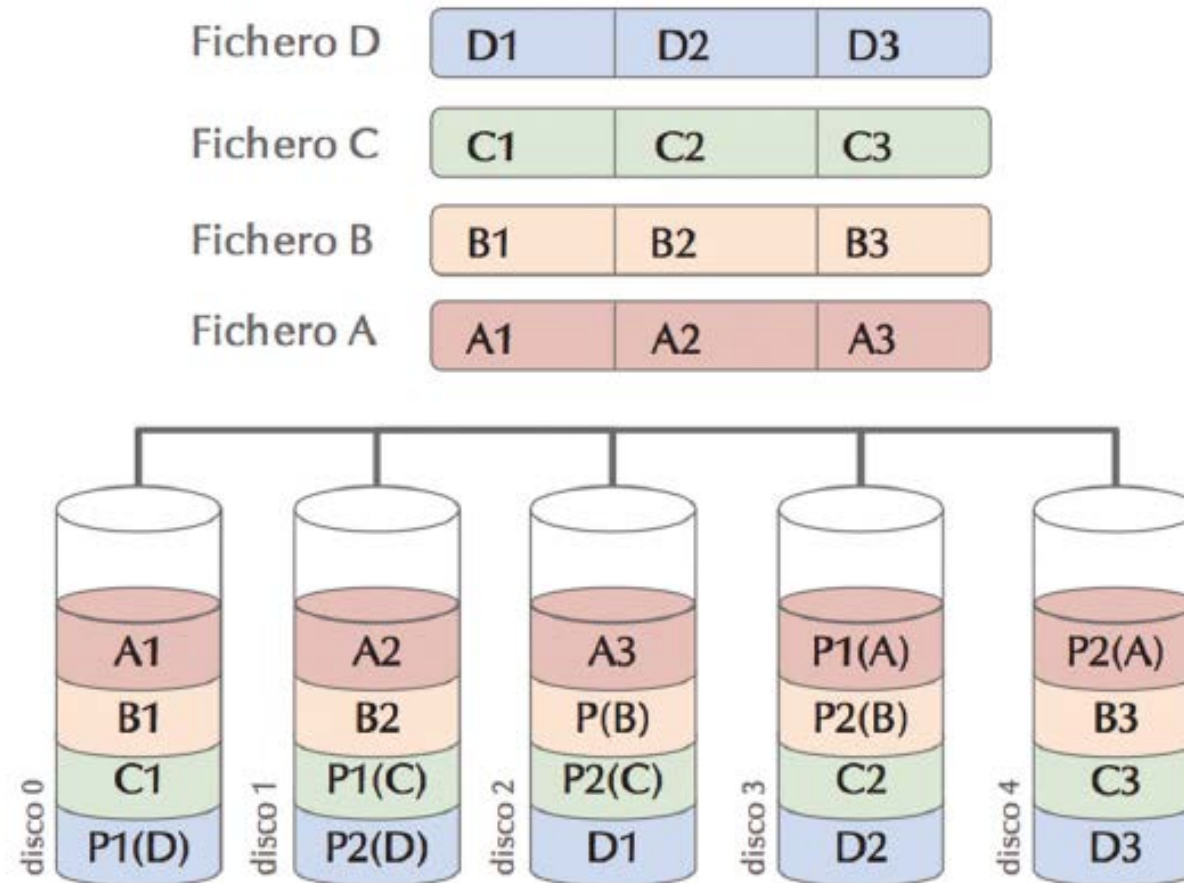 Fichero D D1 D2 D3
Fichero C C1 C2 C3
Fichero B B1 B2 B3
Fichero A A1 A2 A3
A1 A2 A3 P1(A) P2(A)
B1 B2 P(B) P2(B) B3
C1 P1(C) P2(C) C2 C3
P1(D) P2(D) D1 D2 D3
disco 0
disco 1
disco 2
disco 3
disco 4